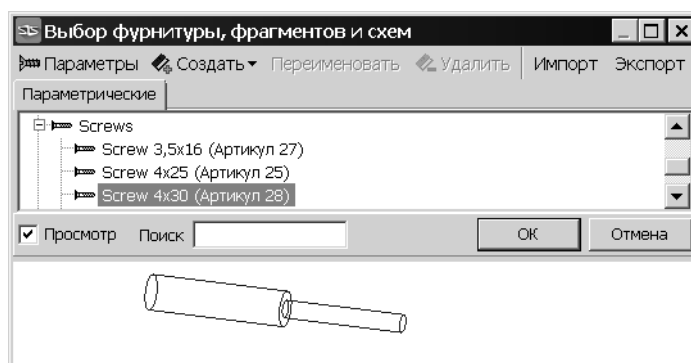 Выбор фурнитуры, фрагментов и схем
Параметры Создать Переименовать Удалить Импорт Экспорт
Параметрические
Screws
Screw 3,5x16 (Артикул 27)
Screw 4x25 (Артикул 25)
Screw 4x30 (Артикул 28)
Просмотр Поиск ОК Отмена